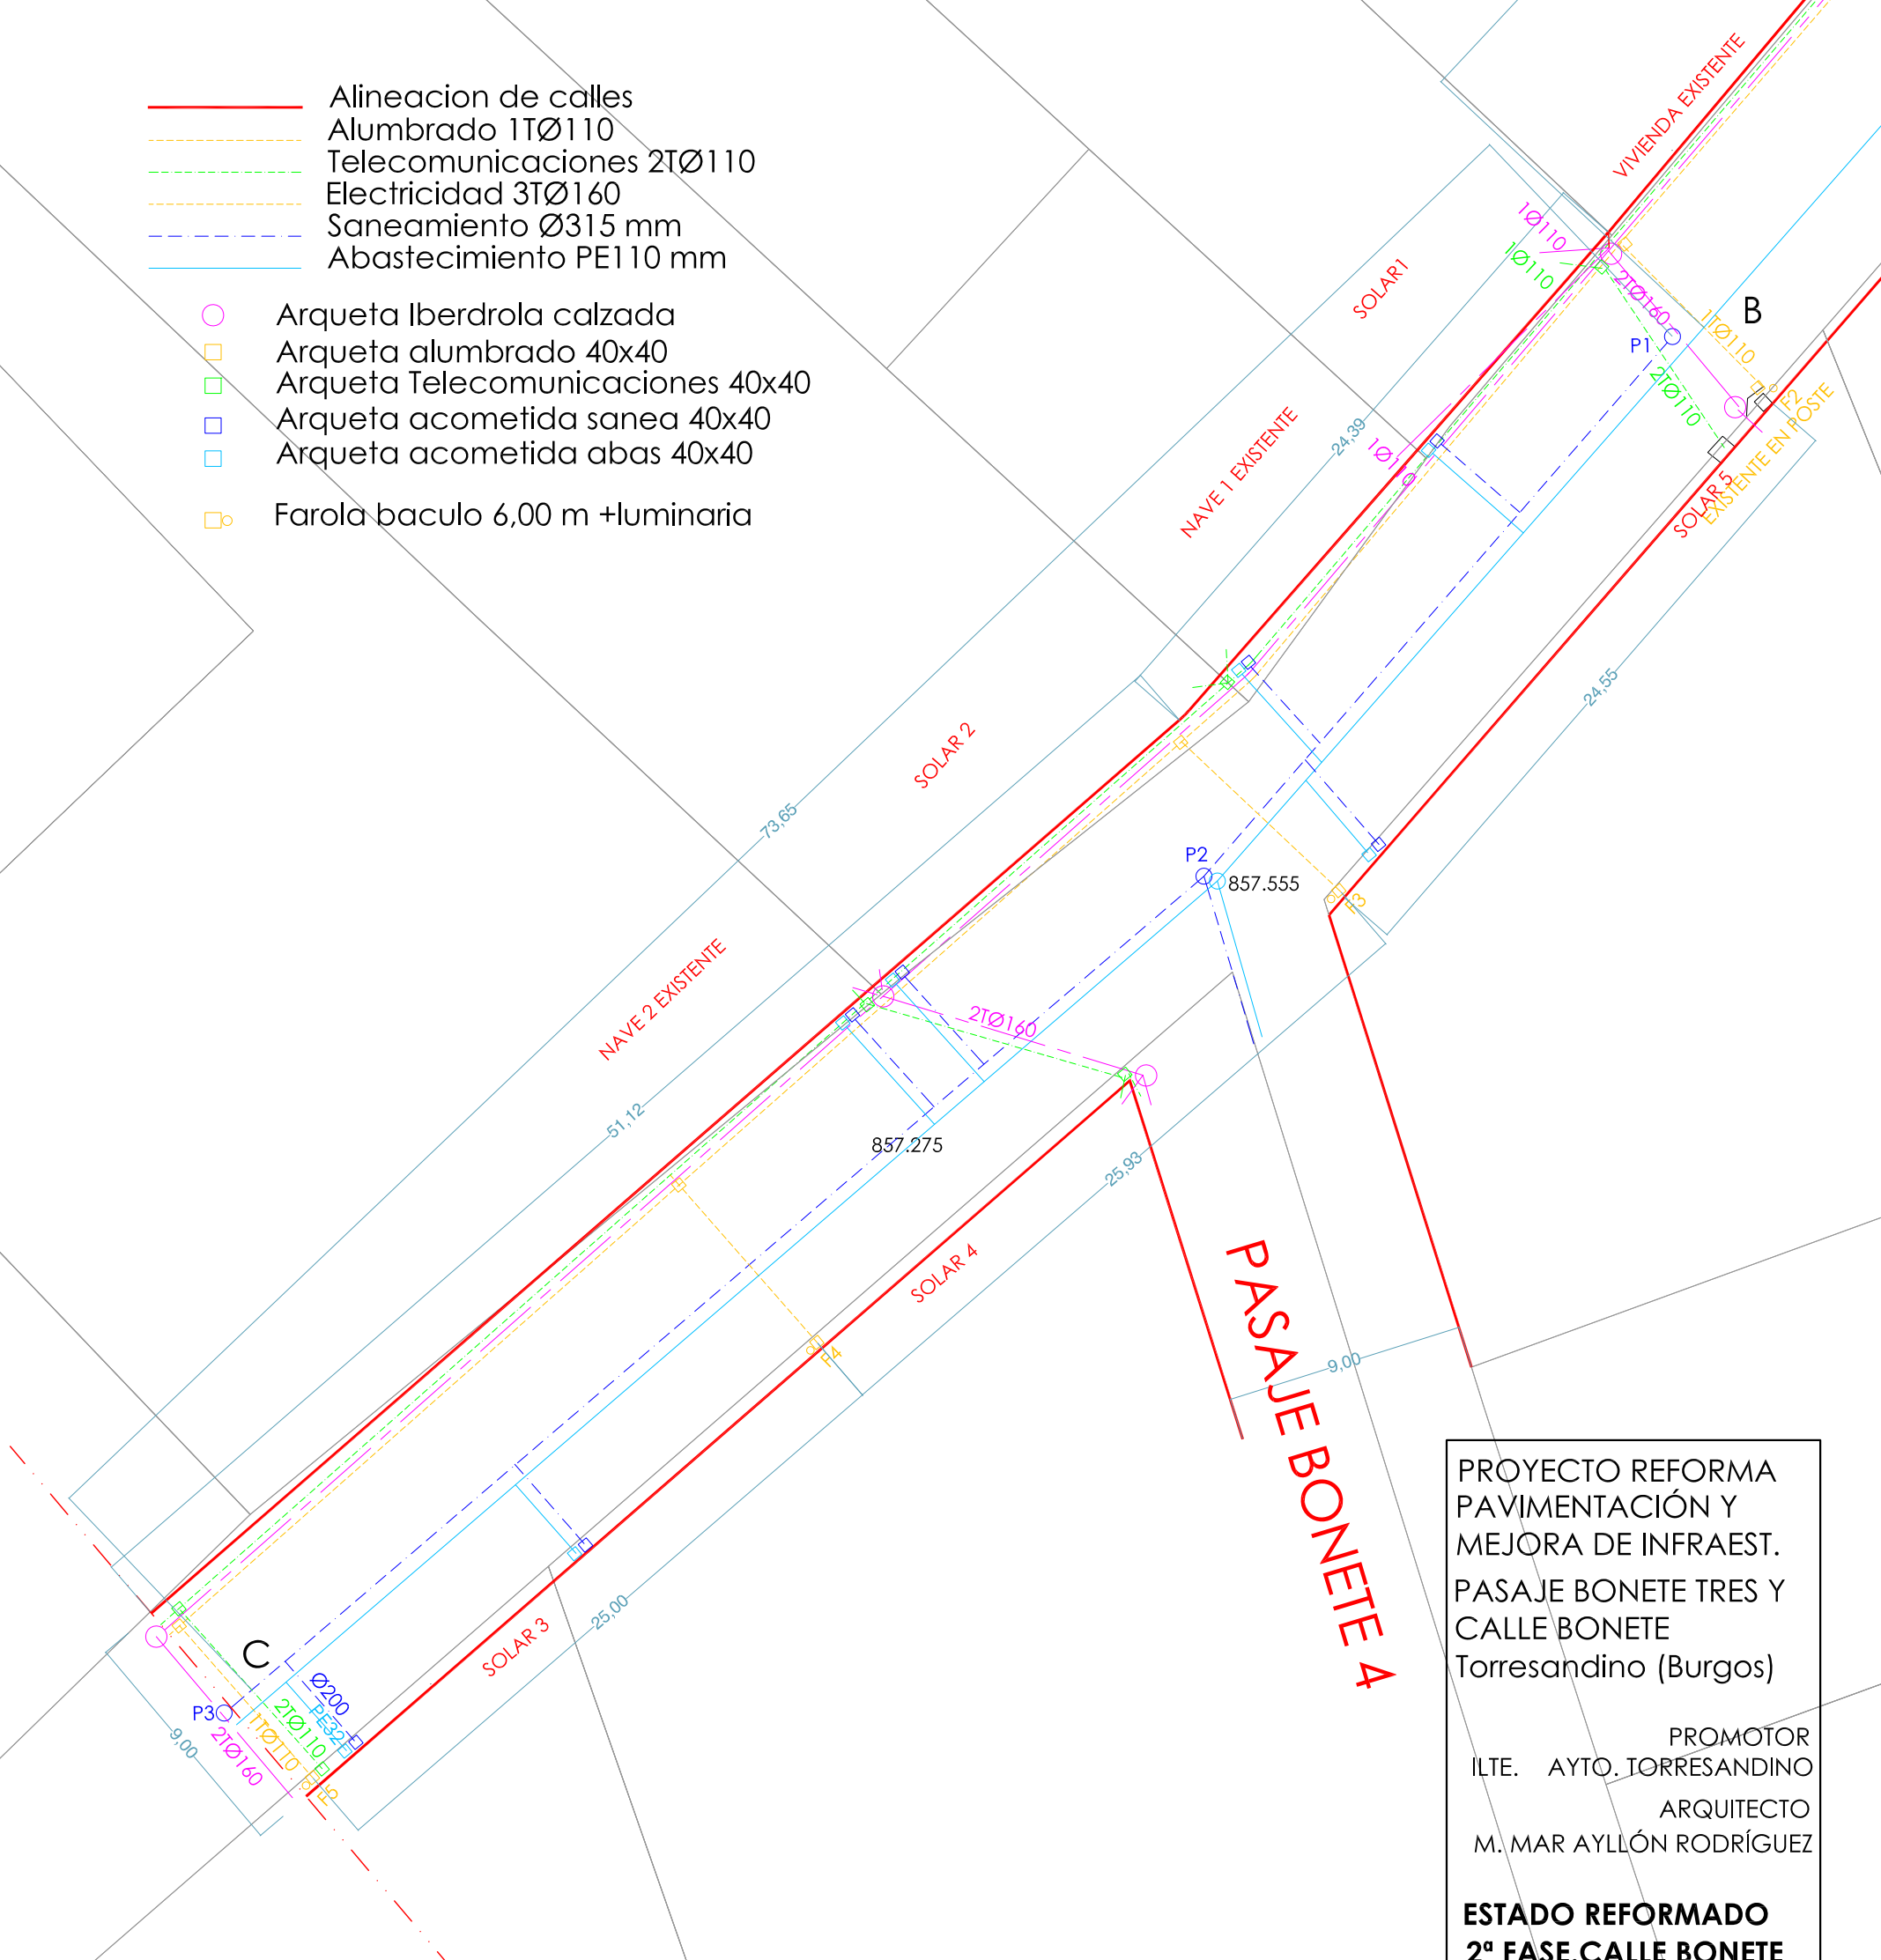 Alineacion de calles
Alumbrado 1TØ110
Telecomunicaciones 2TØ110
Electricidad 3TØ160
Saneamiento Ø315 mm
Abastecimiento PE110 mm
Arqueta Iberdrola calzada
Arqueta alumbrado 40x40
Arqueta Telecomunicaciones 40x40
Arqueta acometida sanea 40x40
Arqueta acometida abas 40x40
Farola baculo 6,00 m +luminaria
VIVIENDA EXISTENTE
1Ø110
1Ø110
2TØ160
SOLAR1
B
P1
1TØ110
2TØ110
F2
EXISTENTE EN POSTE
SOLAR 5
24,39
NAVE 1 EXISTENTE
1Ø110
24,55
SOLAR 2
73,65
P2
857.555
F3
NAVE 2 EXISTENTE
2TØ160
51,12
857.275
25,93
SOLAR 4
F4
PASAJE BONETE 4
9,00
25,00
SOLAR 3
C
P3
Ø200
PE32
2TØ110
1TØ110
2TØ160
9,00
F5
PROYECTO REFORMA
PAVIMENTACIÓN Y
MEJORA DE INFRAEST.
PASAJE BONETE TRES Y
CALLE BONETE
Torresandino (Burgos)
PROMOTOR
ILTE. AYTO. TORRESANDINO
ARQUITECTO
M. MAR AYLLÓN RODRÍGUEZ
ESTADO REFORMADO
2ª FASE.CALLE BONETE